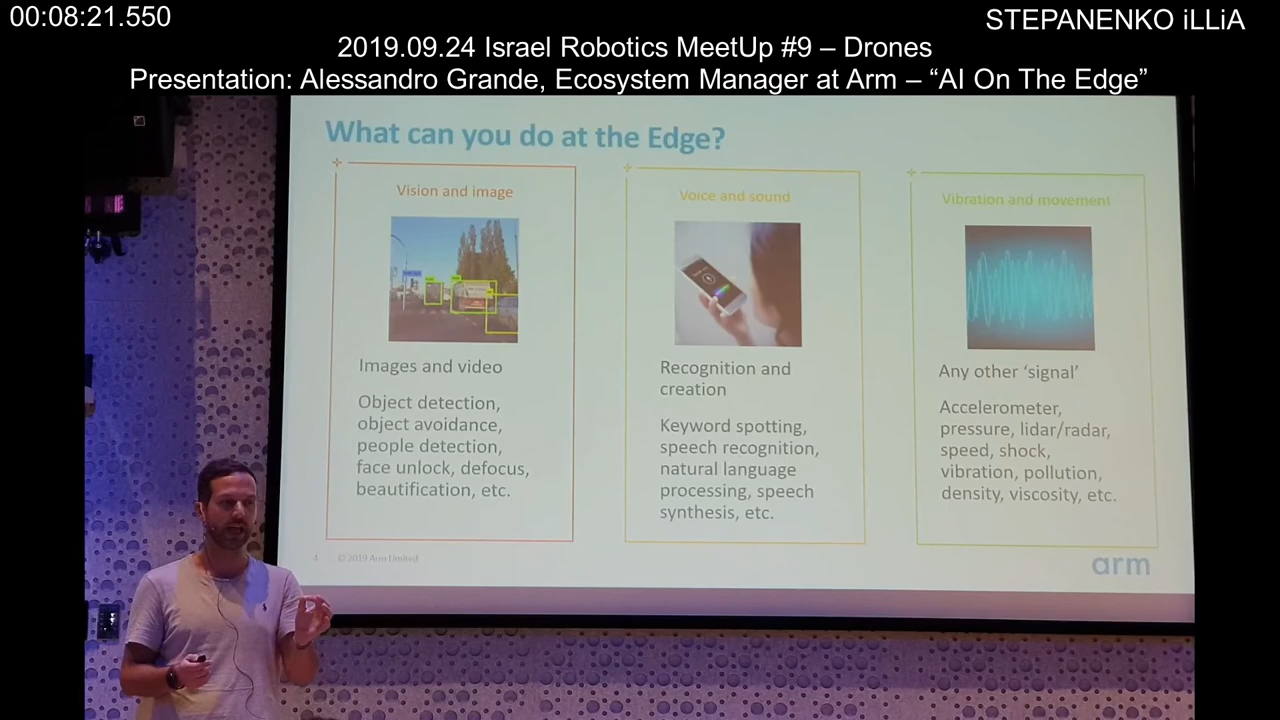 00:08:21.550
STEPANENKO iLLiA
2019.09.24 Israel Robotics MeetUp #9 – Drones
Presentation: Alessandro Grande, Ecosystem Manager at Arm – “AI On The Edge”
What can you do at the Edge?
Vision and image
Images and video
Object detection,
object avoidance,
people detection,
face unlock, defocus,
beautification, etc.
Voice and sound
Recognition and
creation
Keyword spotting,
speech recognition,
natural language
processing, speech
synthesis, etc.
Vibration and movement
Any other ‘signal’
Accelerometer,
pressure, lidar/radar,
speed, shock,
vibration, pollution,
density, viscosity, etc.
4 © 2019 Arm Limited
arm